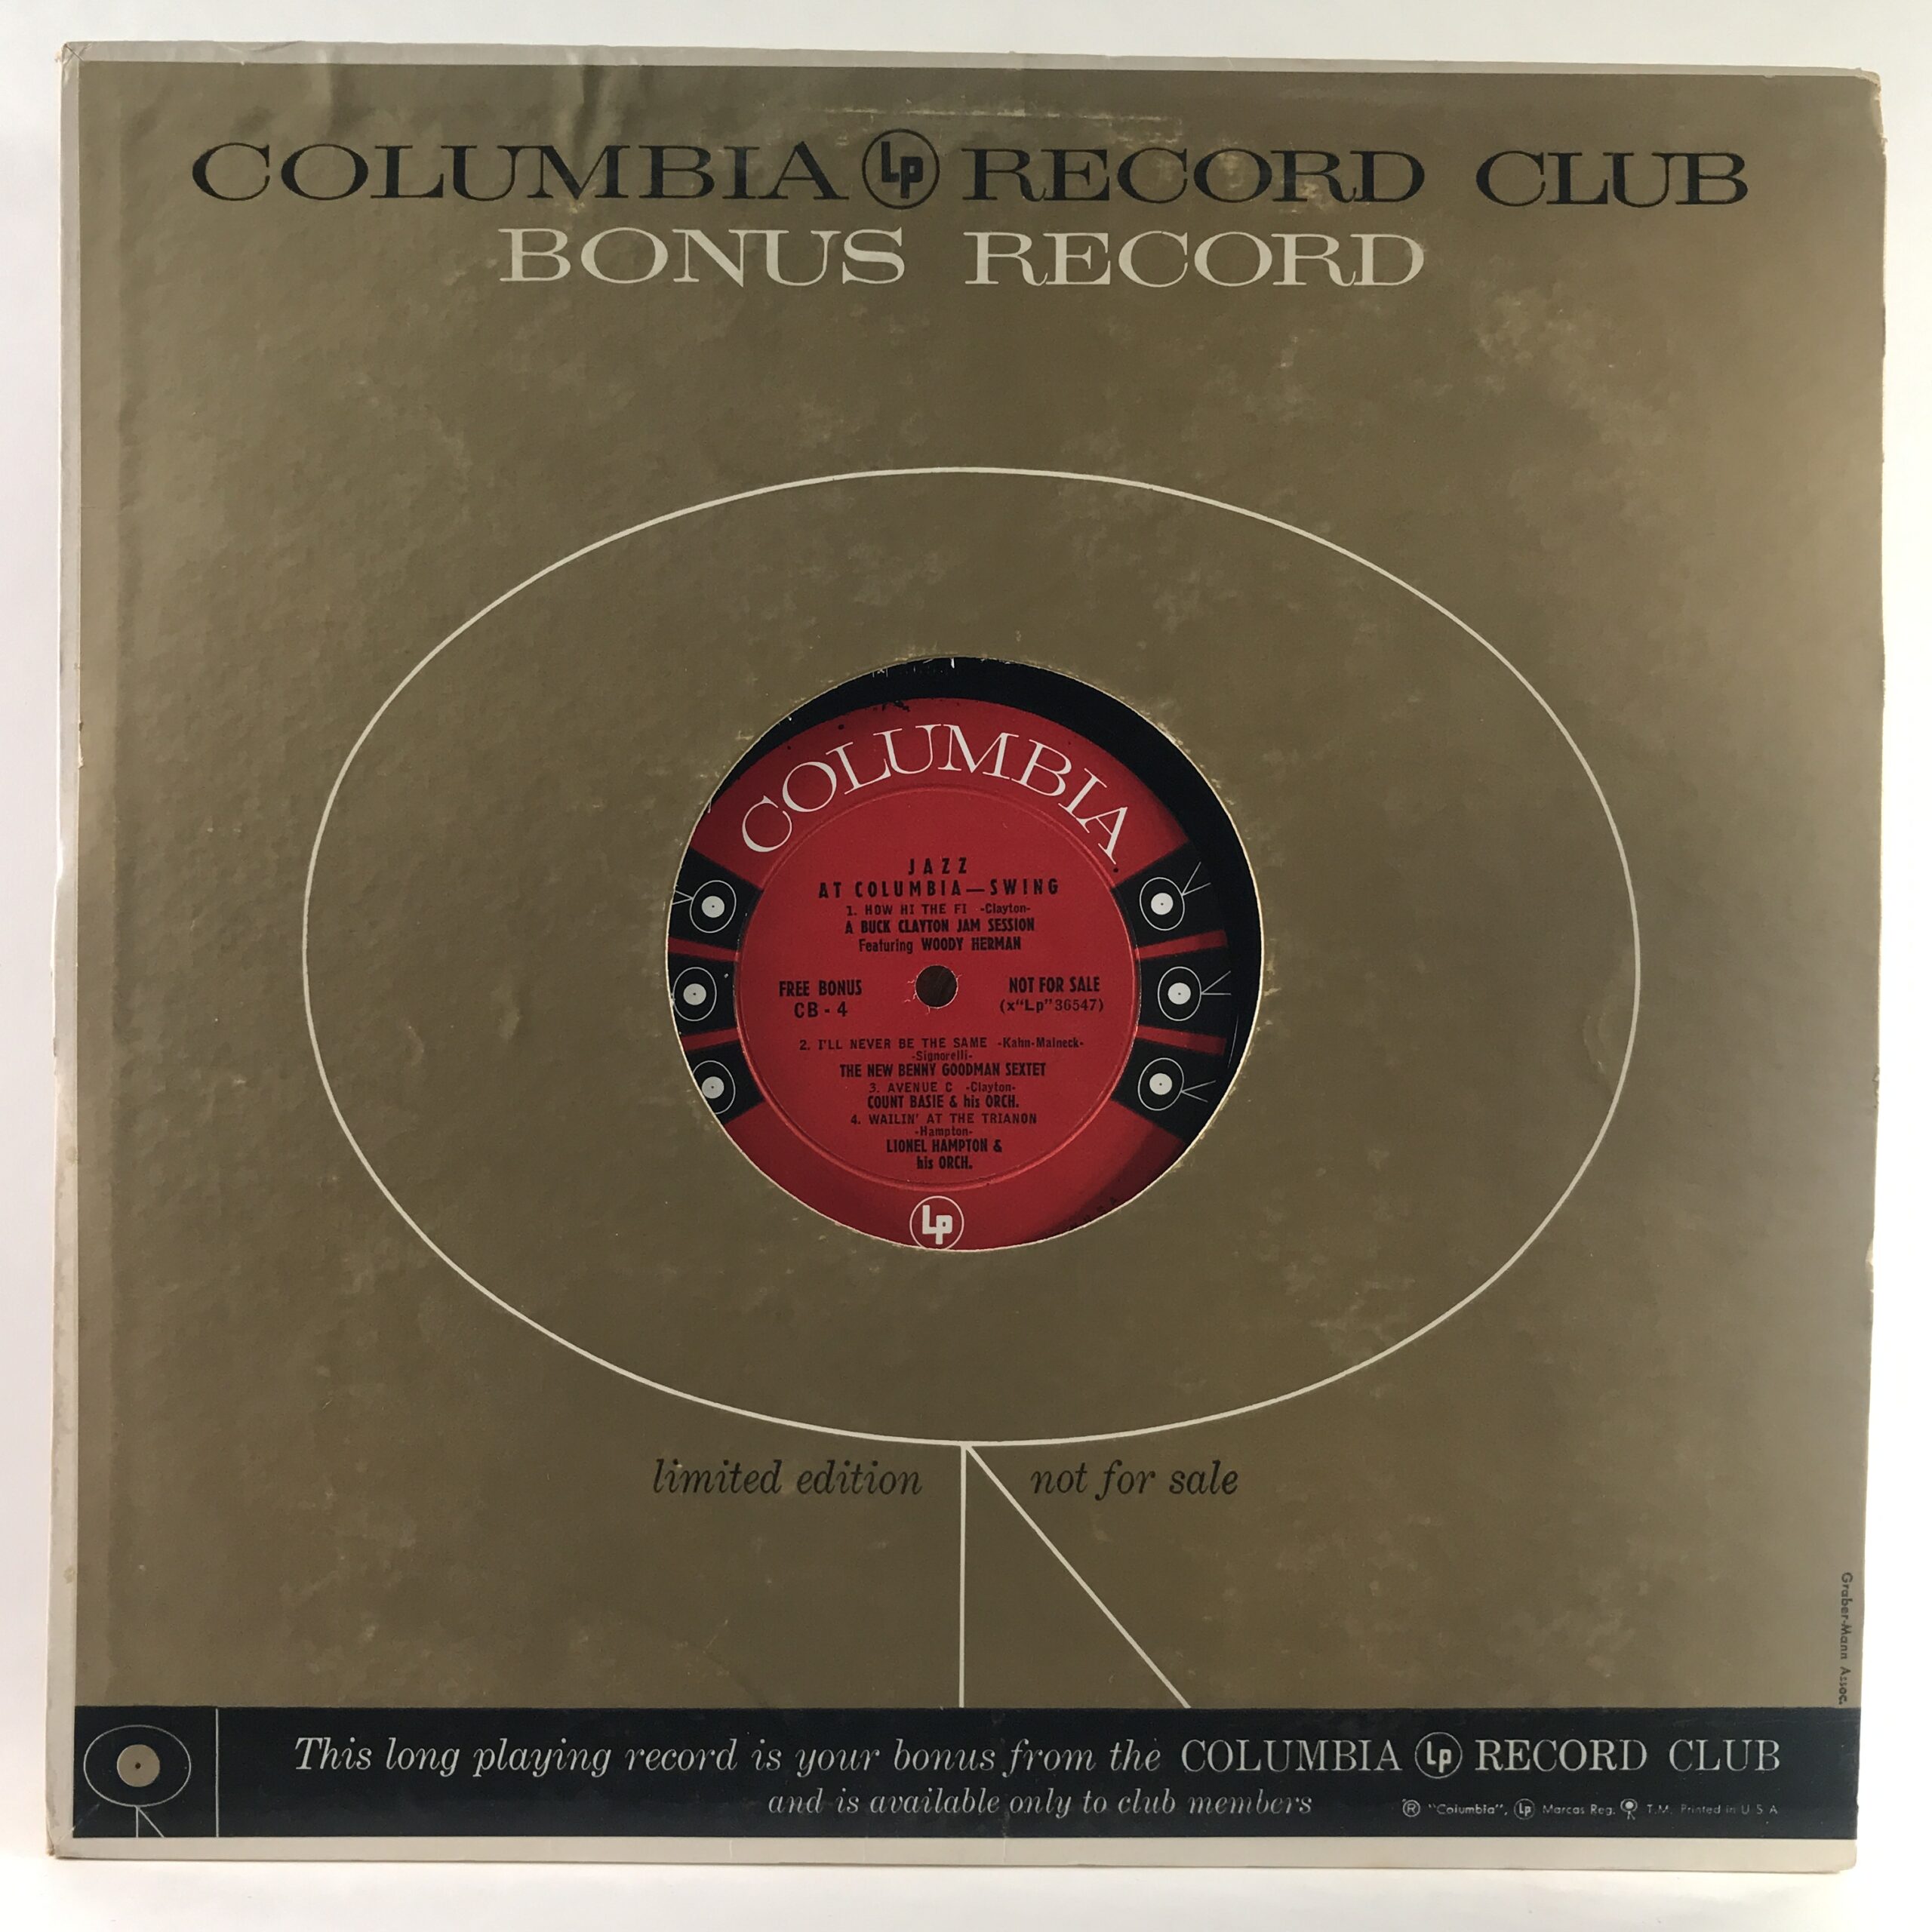 COLUMBIA Lp RECORD CLUB
BONUS RECORD
COLUMBIA
JAZZ
AT COLUMBIA—SWING
1. HOW HI THE FI -Clayton-
A BUCK CLAYTON JAM SESSION
Featuring WOODY HERMAN
FREE BONUS
CB-4
NOT FOR SALE
(x“Lp”36547)
2. I'LL NEVER BE THE SAME -Kahn-Malneck-
-Signorelli-
THE NEW BENNY GOODMAN SEXTET
3. AVENUE C -Clayton-
COUNT BASIE & his ORCH.
4. WAILIN' AT THE TRIANON
-Hampton-
LIONEL HAMPTON &
his ORCH.
Lp
limited edition not for sale
Graber-Mann Assoc.
This long playing record is your bonus from the COLUMBIA Lp RECORD CLUB
and is available only to club members
® "Columbia", Lp Marcas Reg. T.M. Printed in U S A